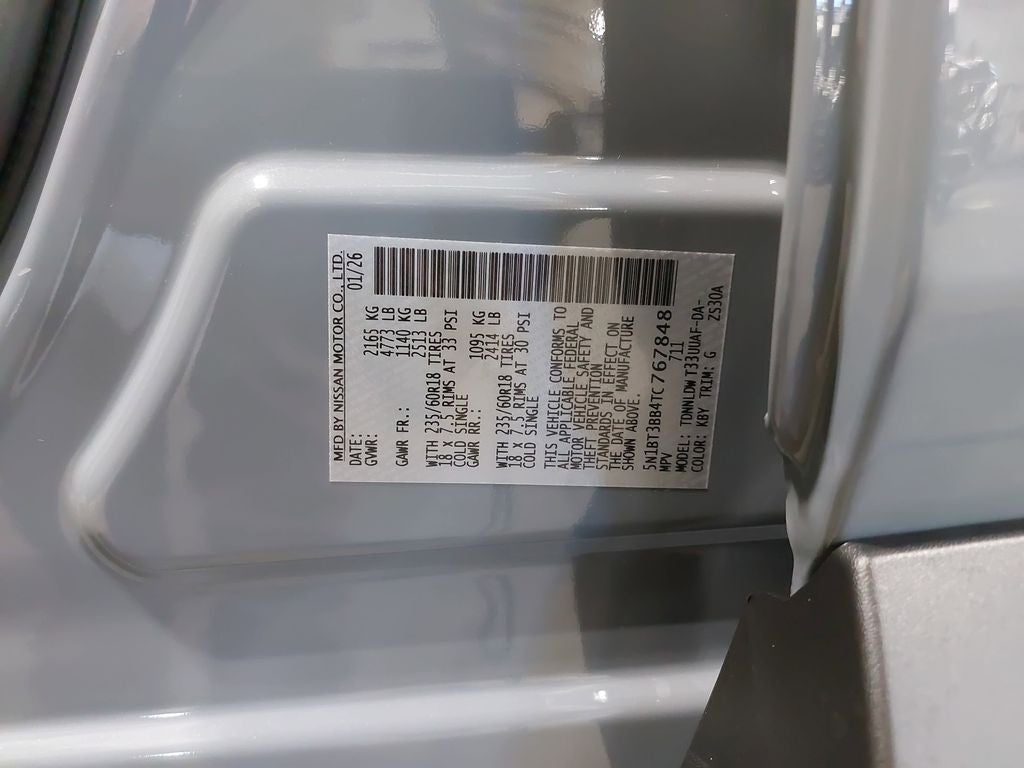 MFD BY NISSAN MOTOR CO., LTD.
DATE: 01/26
GVWR: 2165 KG
4773 LB
GAWR FR.: 1140 KG
2513 LB
WITH 235/60R18 TIRES
18 x 7.5 RIMS AT 33 PSI
COLD SINGLE
GAWR RR.: 1095 KG
2414 LB
WITH 235/60R18 TIRES
18 x 7.5 RIMS AT 30 PSI
COLD SINGLE
THIS VEHICLE CONFORMS TO
ALL APPLICABLE FEDERAL
MOTOR VEHICLE SAFETY AND
THEFT PREVENTION
STANDARDS IN EFFECT ON
THE DATE OF MANUFACTURE
SHOWN ABOVE.
5N1BT3BB4TC767848
MPV 711
MODEL: TDNNLDW T33UUAF-DA-
COLOR: KBY TRIM: G ZS30A